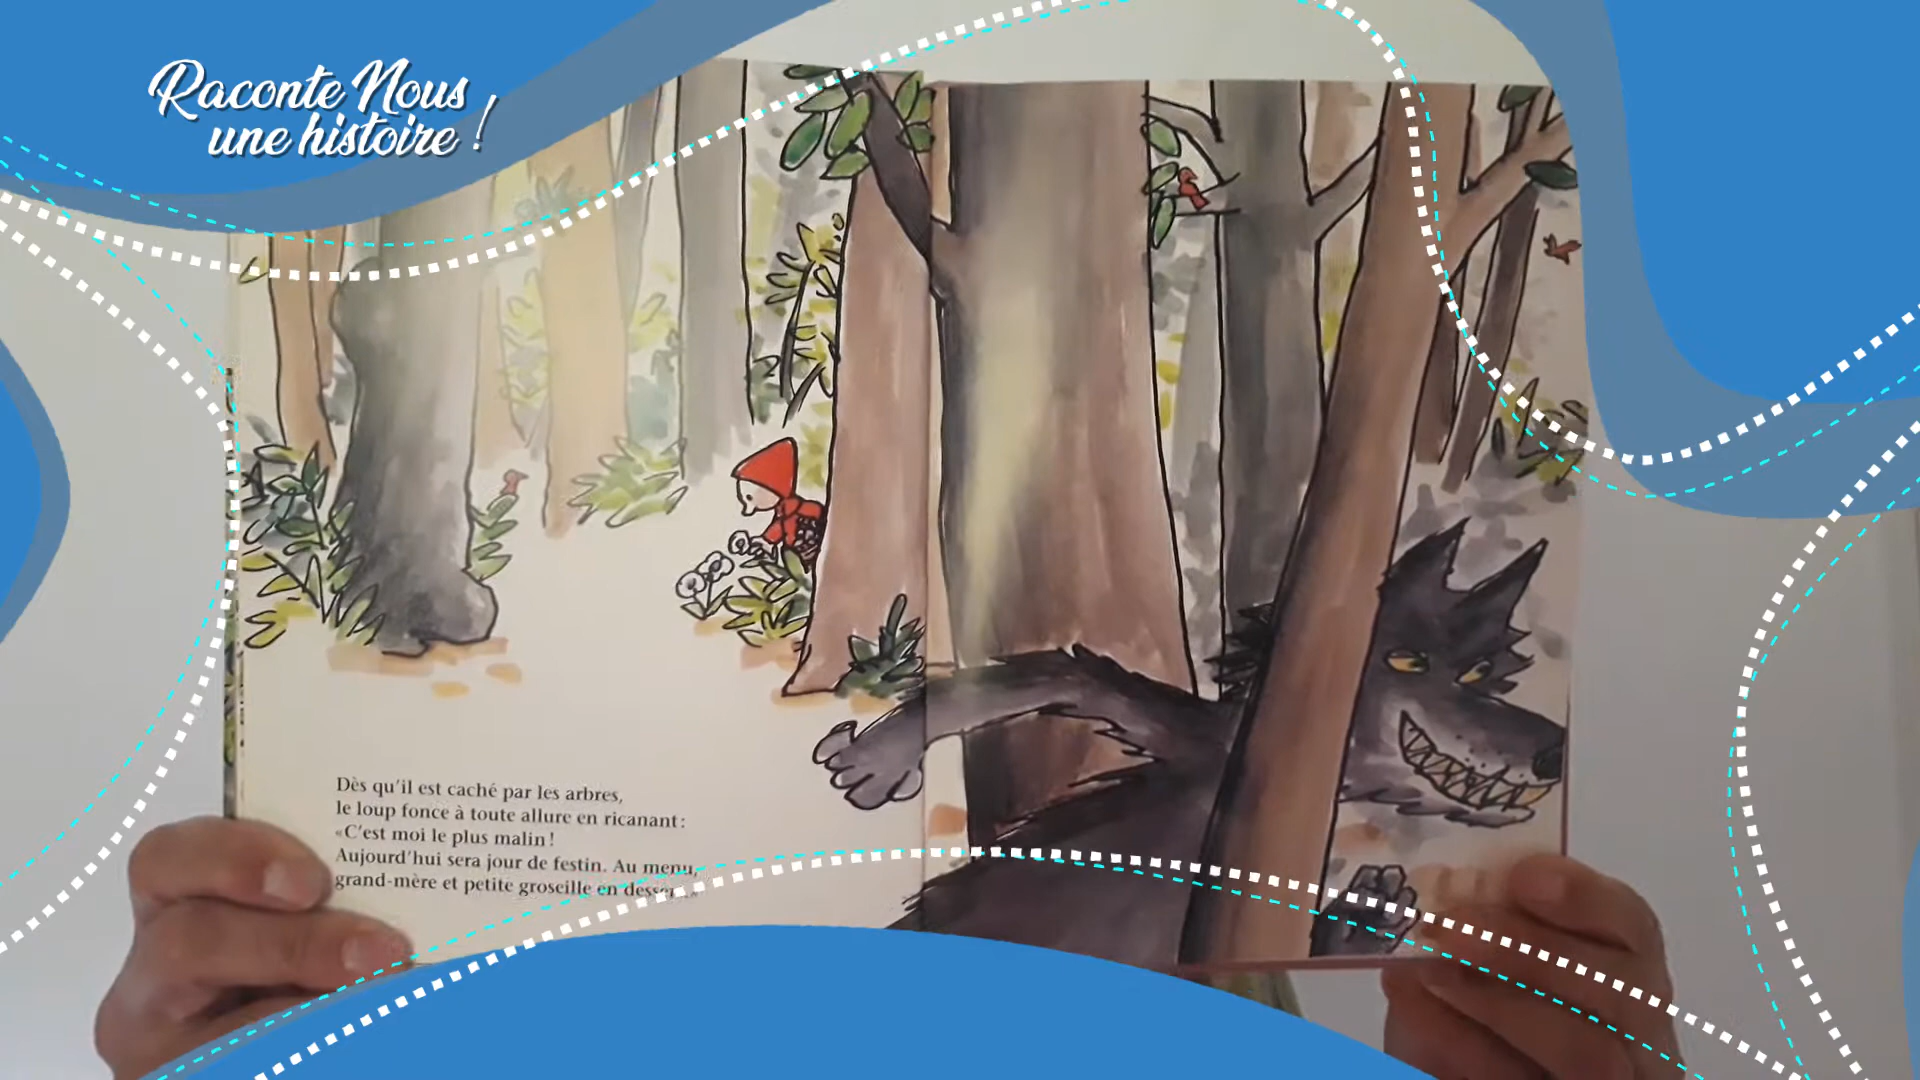 Raconte Nous
une histoire !
Dès qu'il est caché par les arbres,
le loup fonce à toute allure en ricanant :
«C'est moi le plus malin !
Aujourd'hui sera jour de festin. Au menu,
grand-mère et petite groseille en